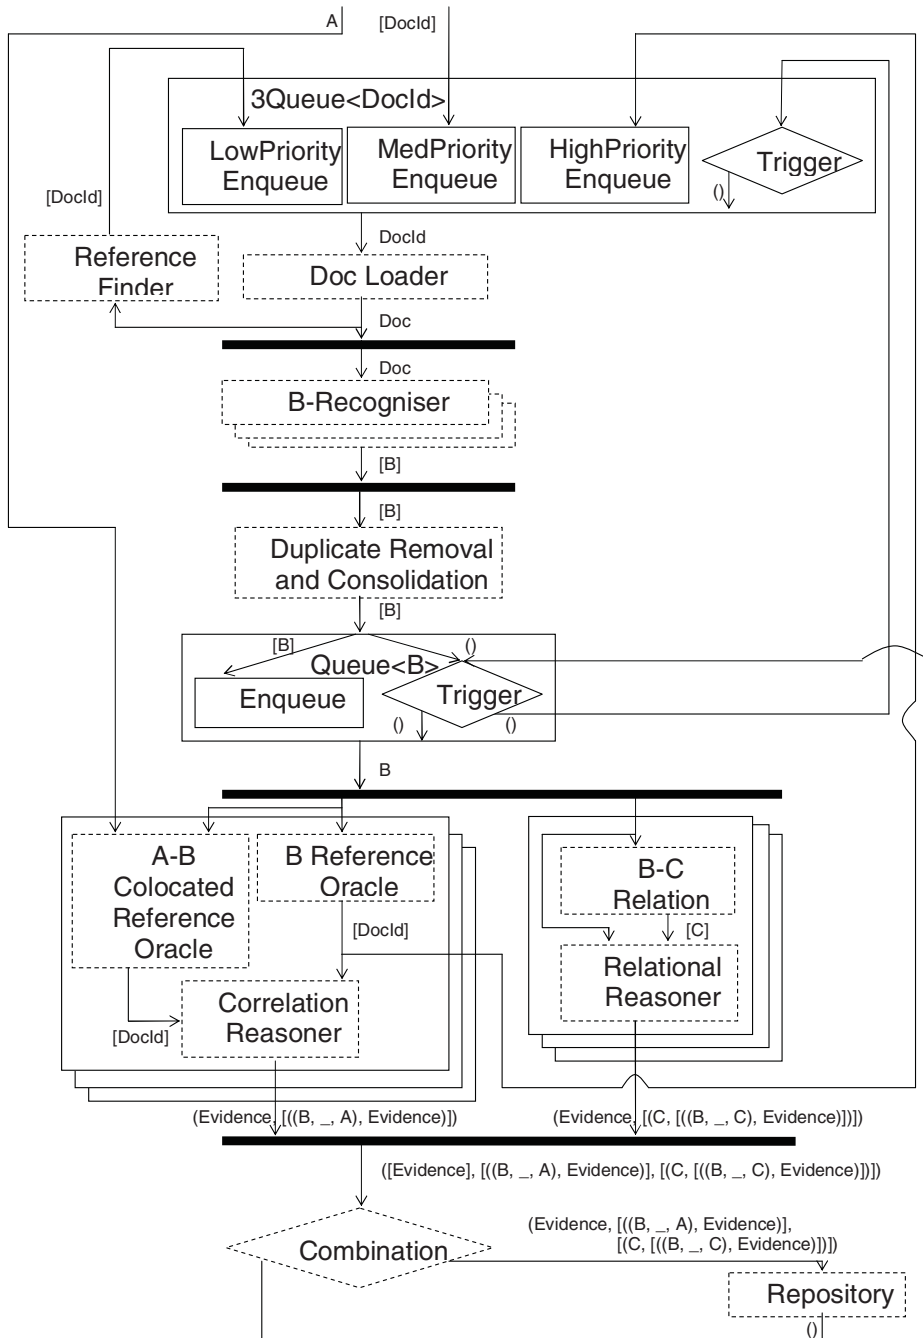 A
[DocId]
3Queue<DocId>
LowPriority
Enqueue
MedPriority
Enqueue
HighPriority
Enqueue
Trigger
()
[DocId]
DocId
Reference
Finder
Doc Loader
Doc
Doc
B-Recogniser
[B]
[B]
Duplicate Removal
and Consolidation
[B]
[B]
()
Queue<B>
Enqueue
Trigger
()
()
B
A-B
Colocated
Reference
Oracle
B Reference
Oracle
B-C
Relation
[DocId]
[C]
Relational
Reasoner
Correlation
Reasoner
[DocId]
(Evidence, [((B, _, A), Evidence)])
(Evidence, [(C, [((B, _, C), Evidence)])])
([Evidence], [((B, _, A), Evidence)], [(C, [((B, _, C), Evidence)])])
(Evidence, [((B, _, A), Evidence)],
[(C, [((B, _, C), Evidence)])])
Combination
Repository
()